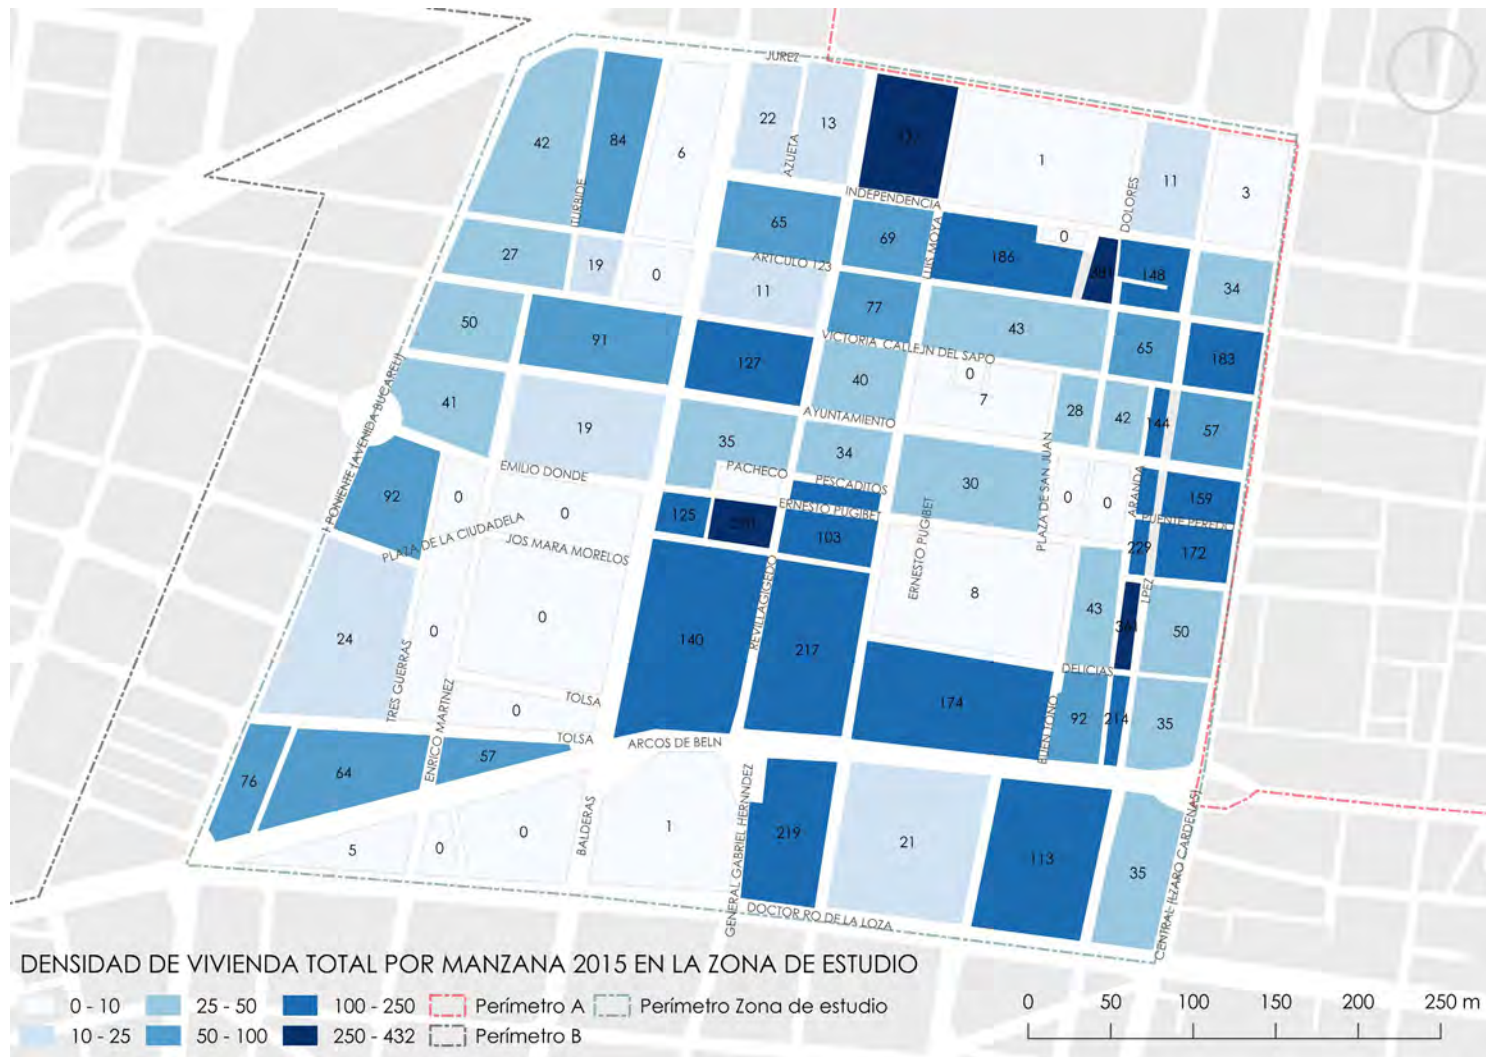 JUREZ
42
84
6
22
AZUETA
13
1
DOLORES
11
3
ITURBIDE
INDEPENDENCIA
65
69
LUIS MOYA
186
0
148
34
27
19
0
ARTCULO 123
11
77
43
65
183
50
91
127
VICTORIA CALLEJN DEL SAPO
0
40
7
28
42
144
57
41
19
AYUNTAMIENTO
35
34
PACHECO
PESCADITOS
30
PLAZA DE SAN JUAN
0
0
ARANDA
159
PONIENTE (AVENIDA BUCARELI)
92
0
EMILIO DONDE
0
125
ERNESTO PUGIBET
103
ERNESTO PUGIBET
PUENTE PEREDO
229
172
PLAZA DE LA CIUDADELA
JOS MARA MORELOS
24
0
0
140
REVILLAGIGEDO
217
8
43
LPEZ
50
DELICIAS
TRES GUERRAS
ENRICO MARTNEZ
TOLSA
0
174
BUEN TONO
92
214
35
TOLSA
ARCOS DE BELN
76
64
57
5
0
0
BALDERAS
1
GENERAL GABRIEL HERNNDEZ
219
21
113
35
CENTRAL (LZARO CARDENAS)
DOCTOR RO DE LA LOZA
DENSIDAD DE VIVIENDA TOTAL POR MANZANA 2015 EN LA ZONA DE ESTUDIO
0 - 10
25 - 50
100 - 250
Perímetro A
Perímetro Zona de estudio
10 - 25
50 - 100
250 - 432
Perímetro B
0 50 100 150 200 250 m